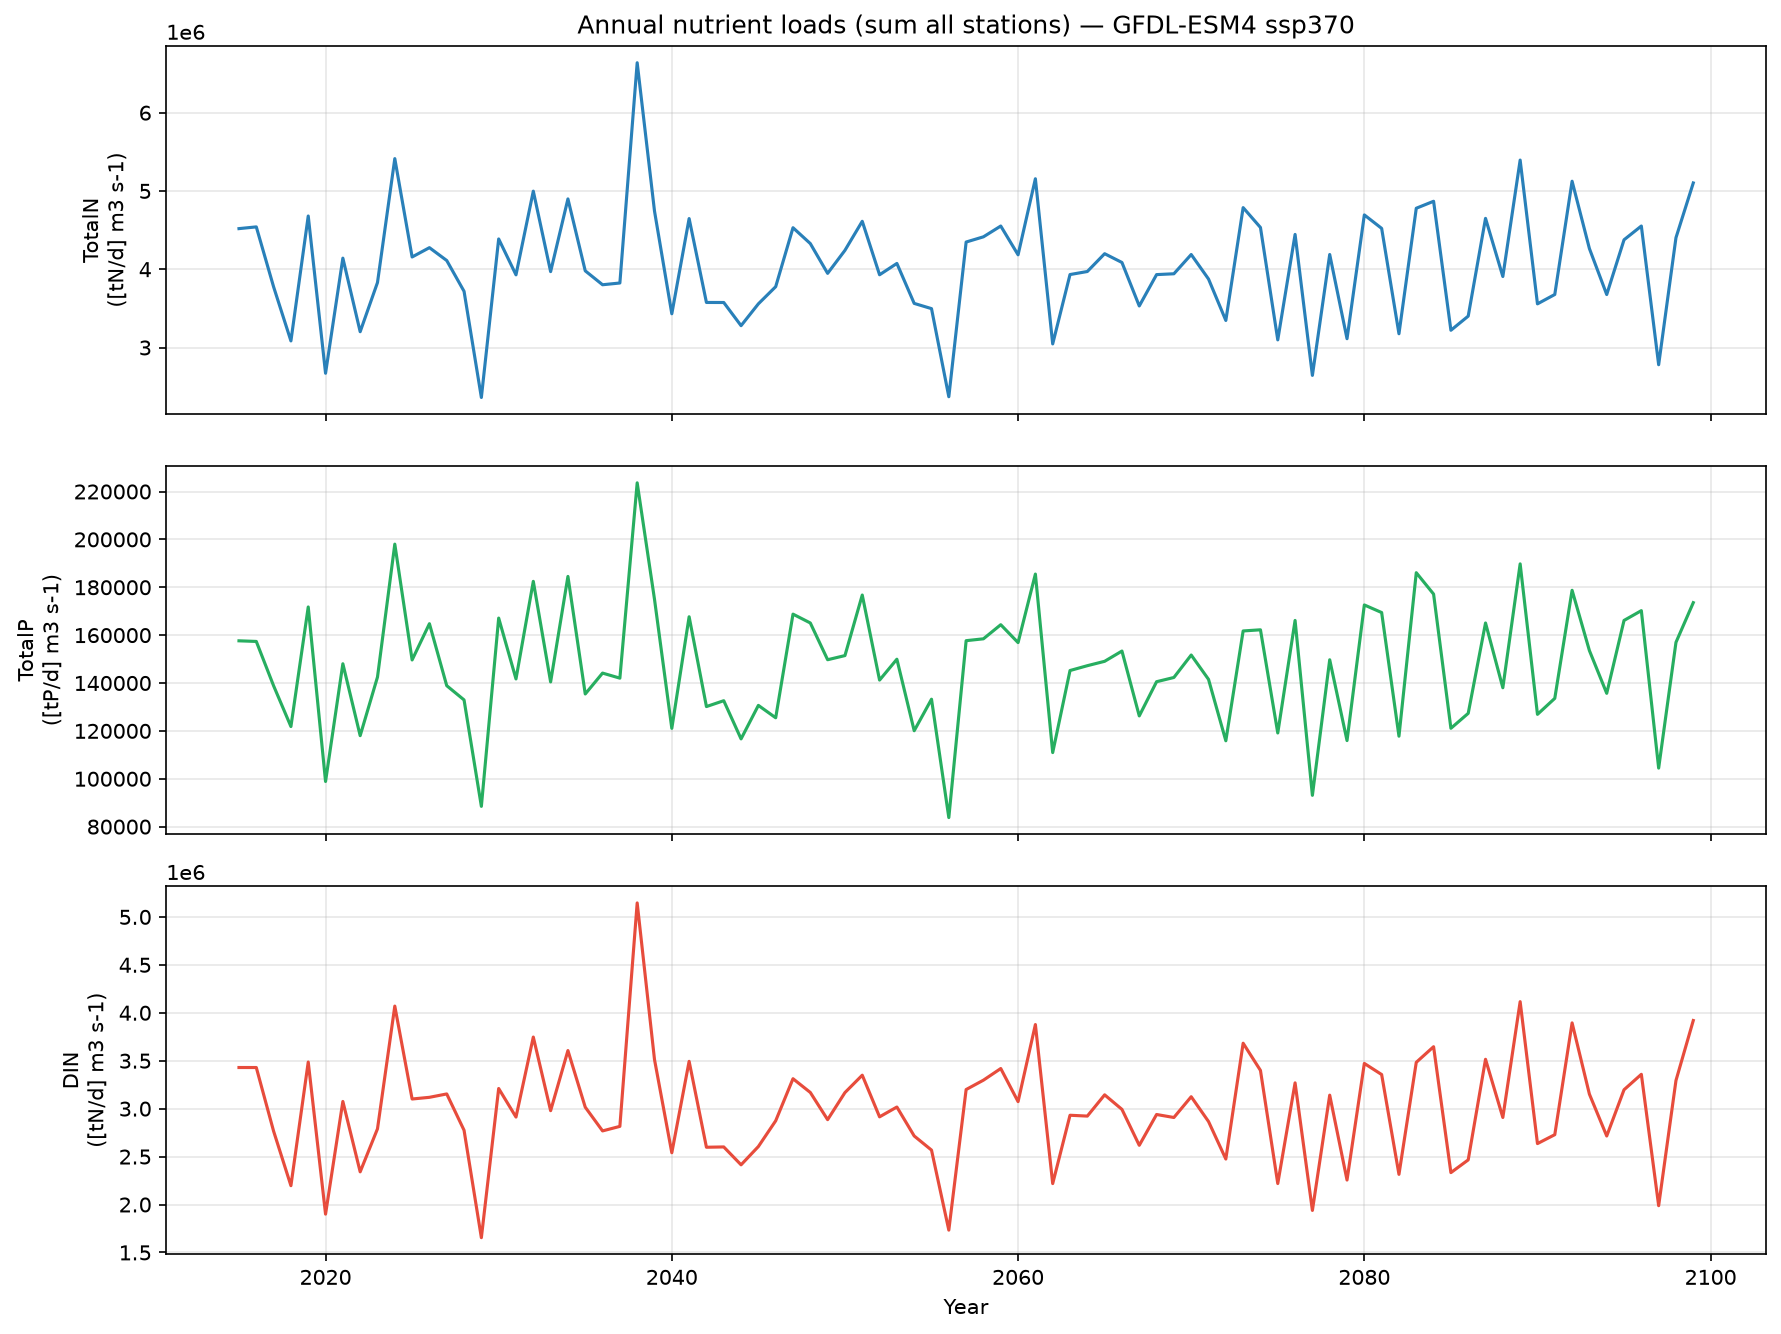 Annual nutrient loads (sum all stations) — GFDL-ESM4 ssp370
1e6
6
5
4
3
TotalN
([tN/d] m3 s-1)
220000
200000
180000
160000
140000
120000
100000
80000
TotalP
([tP/d] m3 s-1)
1e6
5.0
4.5
4.0
3.5
3.0
2.5
2.0
1.5
DIN
([tN/d] m3 s-1)
2020 2040 2060 2080 2100
Year